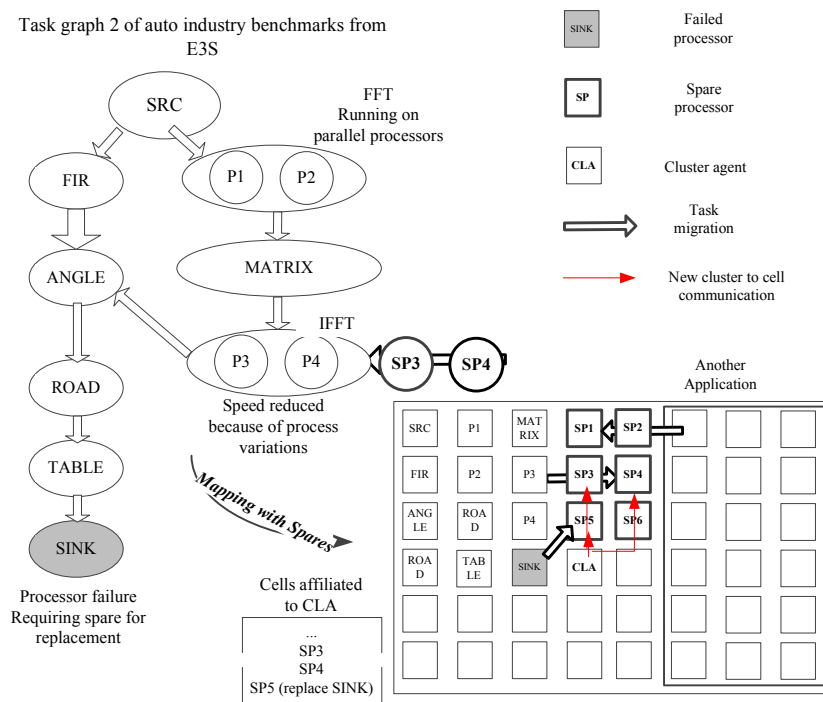 Task graph 2 of auto industry benchmarks from
E3S
SRC
FFT
Running on
parallel processors
FIR
P1
P2
ANGLE
MATRIX
IFFT
P3
P4
SP3
SP4
ROAD
Speed reduced
because of process
variations
TABLE
Mapping with Spares
SINK
Processor failure
Requiring spare for
replacement
Cells affiliated
to CLA
...
SP3
SP4
SP5 (replace SINK)
SINK
Failed
processor
SP
Spare
processor
CLA
Cluster agent
Task
migration
New cluster to cell
communication
Another
Application
SRC
P1
MAT
RIX
SP1
SP2
FIR
P2
P3
SP3
SP4
ANG
LE
ROA
D
P4
SP5
SP6
ROA
D
TAB
LE
SINK
CLA